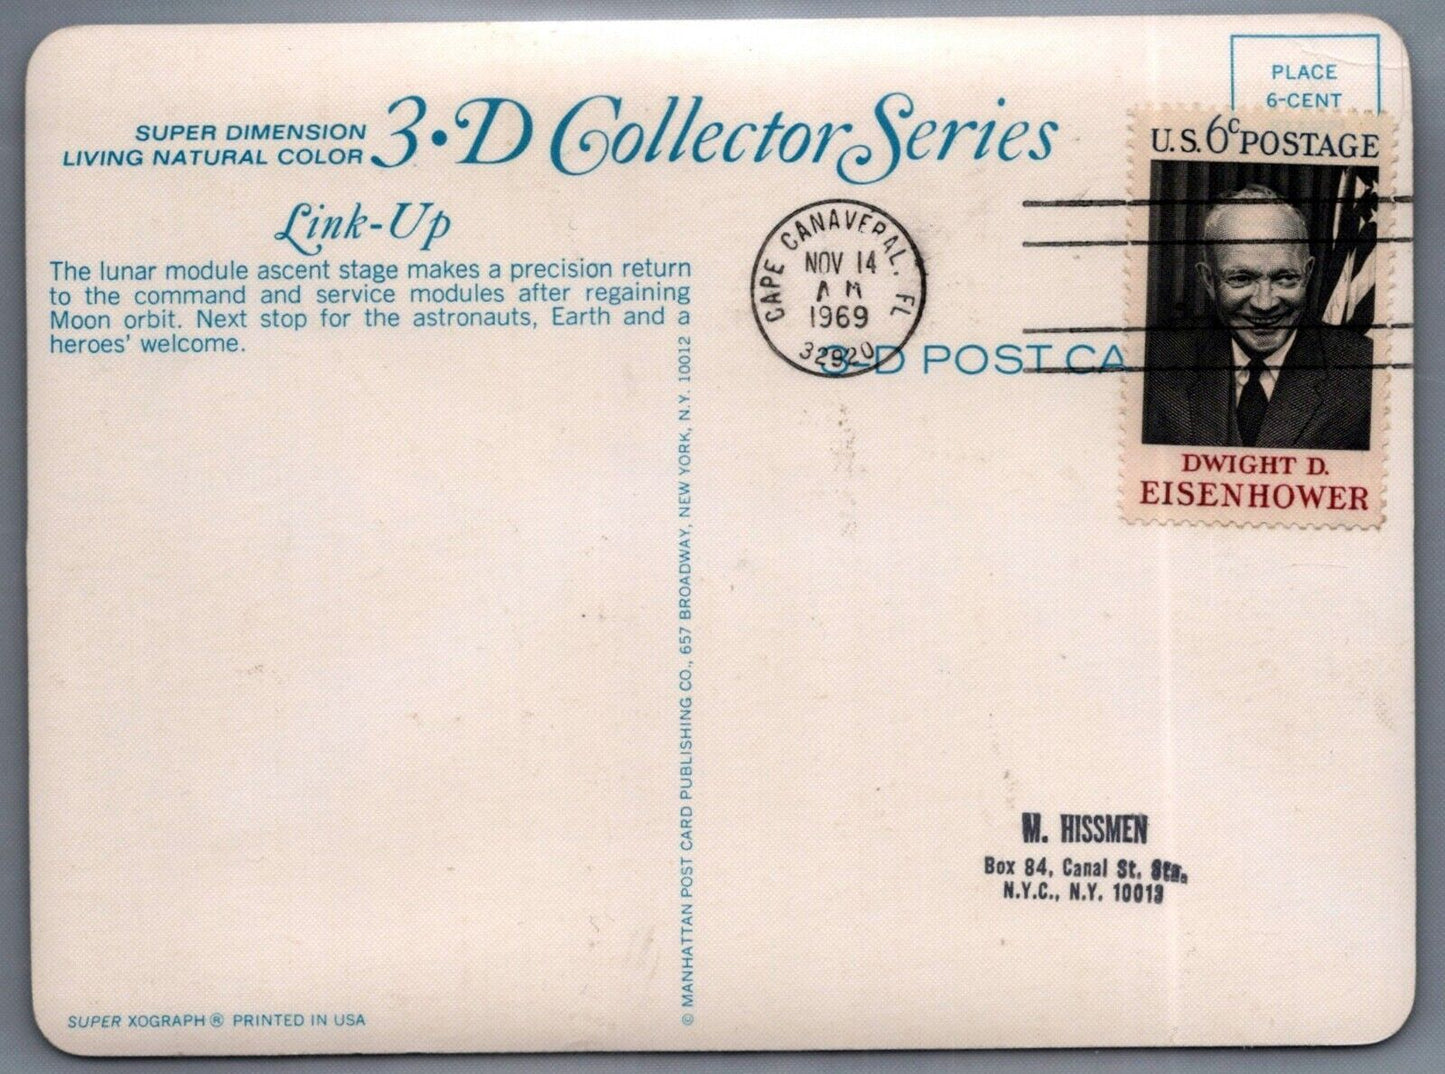 PLACE
6-CENT
SUPER DIMENSION
LIVING NATURAL COLOR
3·D Collector Series
U.S. 6c POSTAGE
Link-Up
The lunar module ascent stage makes a precision return
to the command and service modules after regaining
Moon orbit. Next stop for the astronauts, Earth and a
heroes' welcome.
CAPE CANAVERAL, FL
NOV 14
AM
1969
32920
3-D POST CA
DWIGHT D.
EISENHOWER
© MANHATTAN POST CARD PUBLISHING CO., 657 BROADWAY, NEW YORK, N.Y. 10012
M. HISSMEN
Box 84, Canal St. Sta.
N.Y.C., N.Y. 10013
SUPER XOGRAPH® PRINTED IN USA